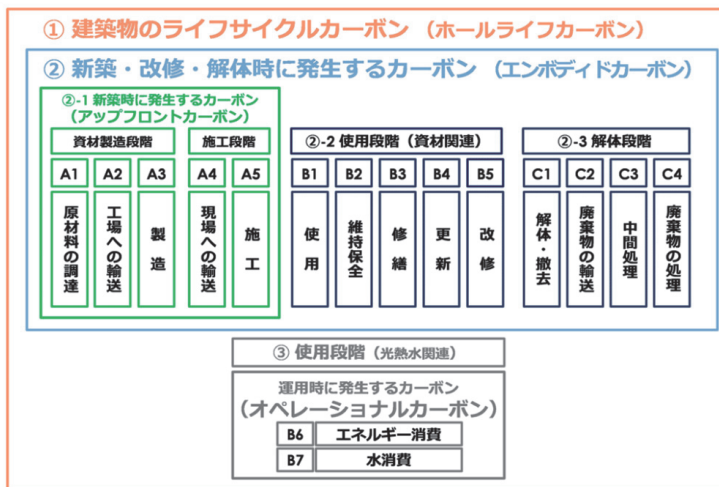 ① 建築物のライフサイクルカーボン（ホールライフカーボン）
② 新築・改修・解体時に発生するカーボン（エンボディドカーボン）
②-1 新築時に発生するカーボン
（アップフロントカーボン）
資材製造段階
施工段階
②-2 使用段階（資材関連）
②-3 解体段階
A1
A2
A3
A4
A5
B1
B2
B3
B4
B5
C1
C2
C3
C4
原材料の調達
工場への輸送
製造
現場への輸送
施工
使用
維持保全
修繕
更新
改修
解体・撤去
廃棄物の輸送
中間処理
廃棄物の処理
③ 使用段階（光熱水関連）
運用時に発生するカーボン
（オペレーショナルカーボン）
B6 エネルギー消費
B7 水消費